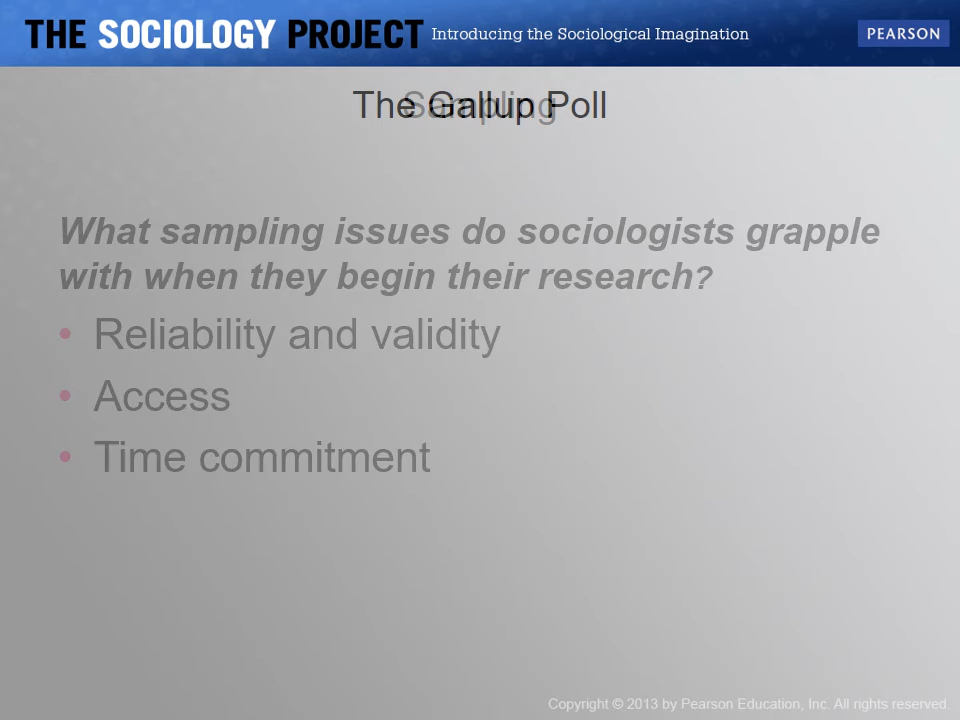 THE SOCIOLOGY PROJECT Introducing the Sociological Imagination PEARSON
The Gallup Poll
Sampling
What sampling issues do sociologists grapple
with when they begin their research?
• Reliability and validity
• Access
• Time commitment
Copyright © 2013 by Pearson Education, Inc. All rights reserved.